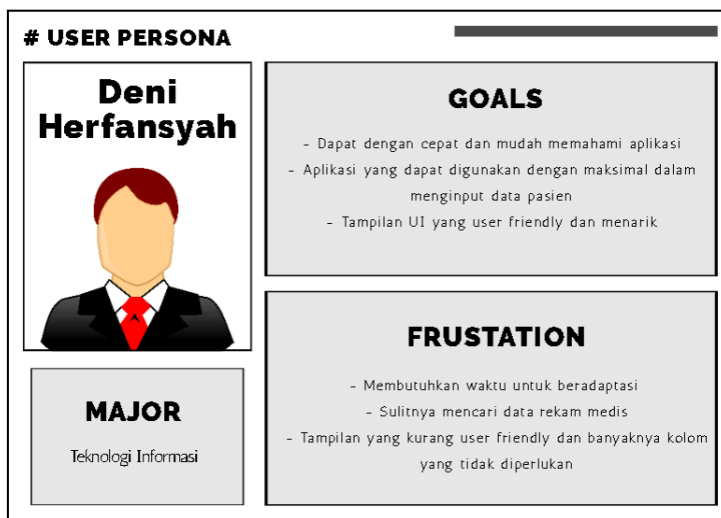 # USER PERSONA
Deni
Herfansyah
MAJOR
Teknologi Informasi
GOALS
- Dapat dengan cepat dan mudah memahami aplikasi
- Aplikasi yang dapat digunakan dengan maksimal dalam
menginput data pasien
- Tampilan UI yang user friendly dan menarik
FRUSTATION
- Membutuhkan waktu untuk beradaptasi
- Sulitnya mencari data rekam medis
- Tampilan yang kurang user friendly dan banyaknya kolom
yang tidak diperlukan